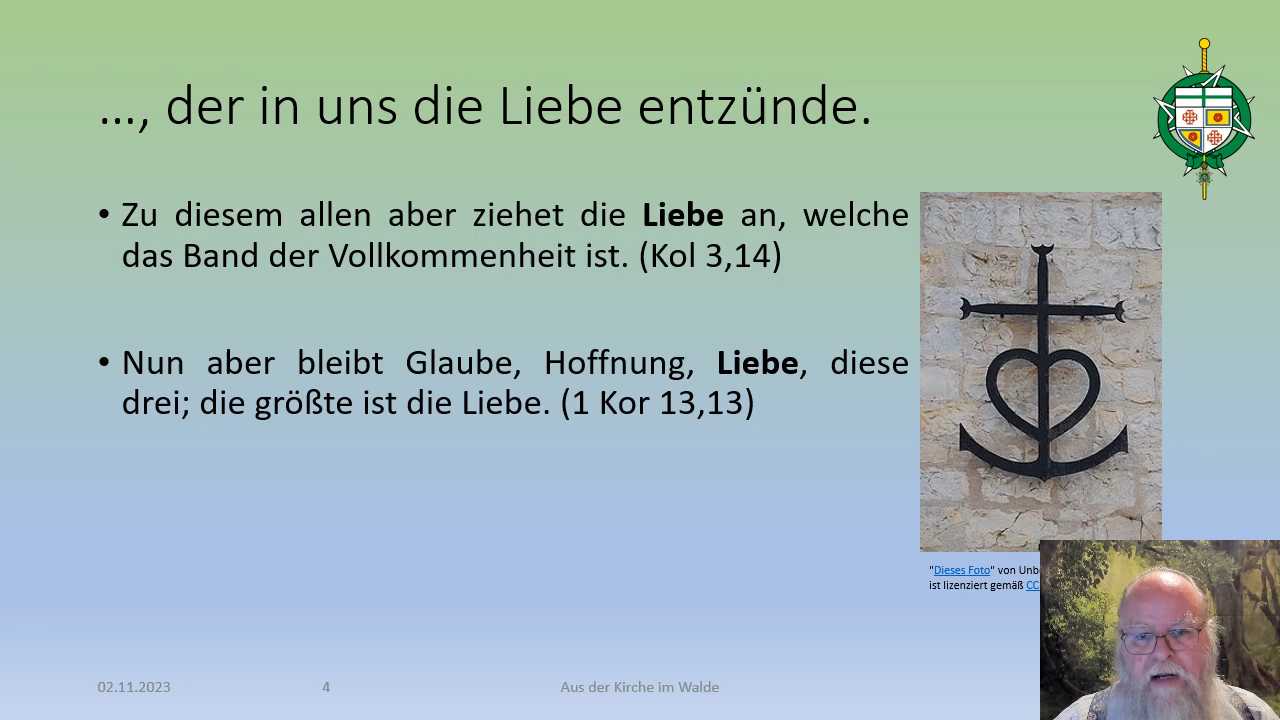 …, der in uns die Liebe entzünde.
• Zu diesem allen aber ziehet die Liebe an, welche
das Band der Vollkommenheit ist. (Kol 3,14)
• Nun aber bleibt Glaube, Hoffnung, Liebe, diese
drei; die größte ist die Liebe. (1 Kor 13,13)
"Dieses Foto" von
ist lizenziert gemäß CC
02.11.2023
4
Aus der Kirche im Walde